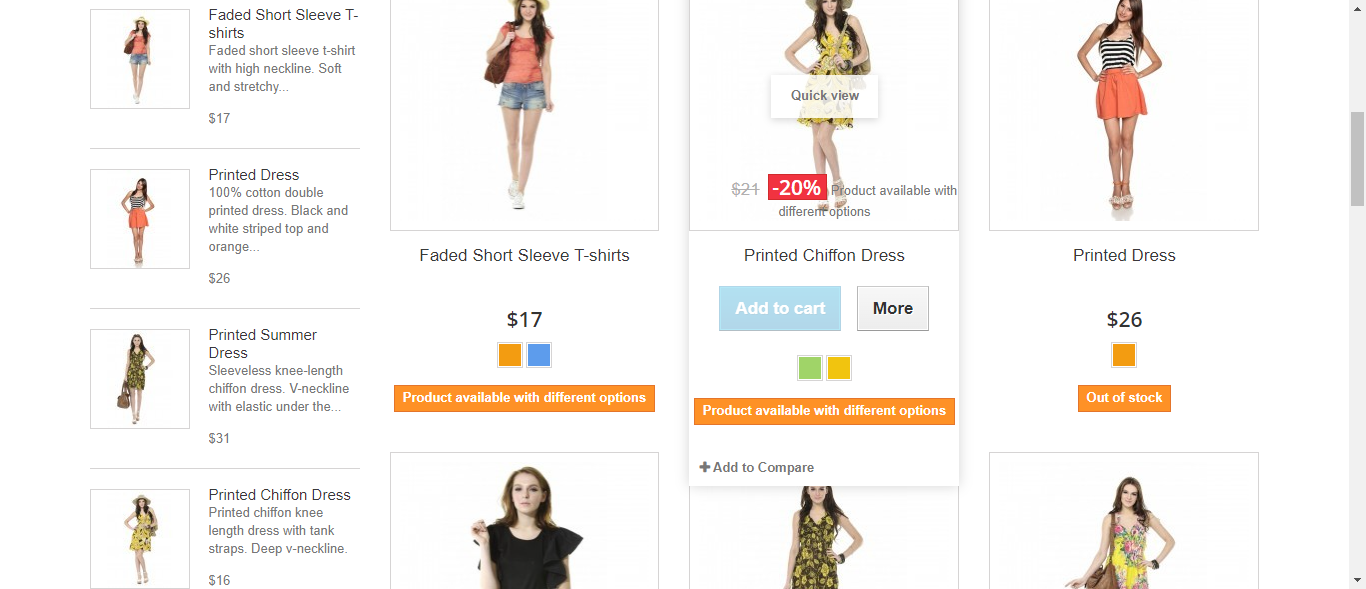 Faded Short Sleeve T-
shirts
Faded short sleeve t-shirt
with high neckline. Soft
and stretchy...
$17
Printed Dress
100% cotton double
printed dress. Black and
white striped top and
orange...
$26
Printed Summer
Dress
Sleeveless knee-length
chiffon dress. V-neckline
with elastic under the...
$31
Printed Chiffon Dress
Printed chiffon knee
length dress with tank
straps. Deep v-neckline.
$16
Faded Short Sleeve T-shirts
$17
Product available with different options
Quick view
$21 -20% Product available with
different options
Printed Chiffon Dress
Add to cart More
Product available with different options
Add to Compare
Printed Dress
$26
Out of stock